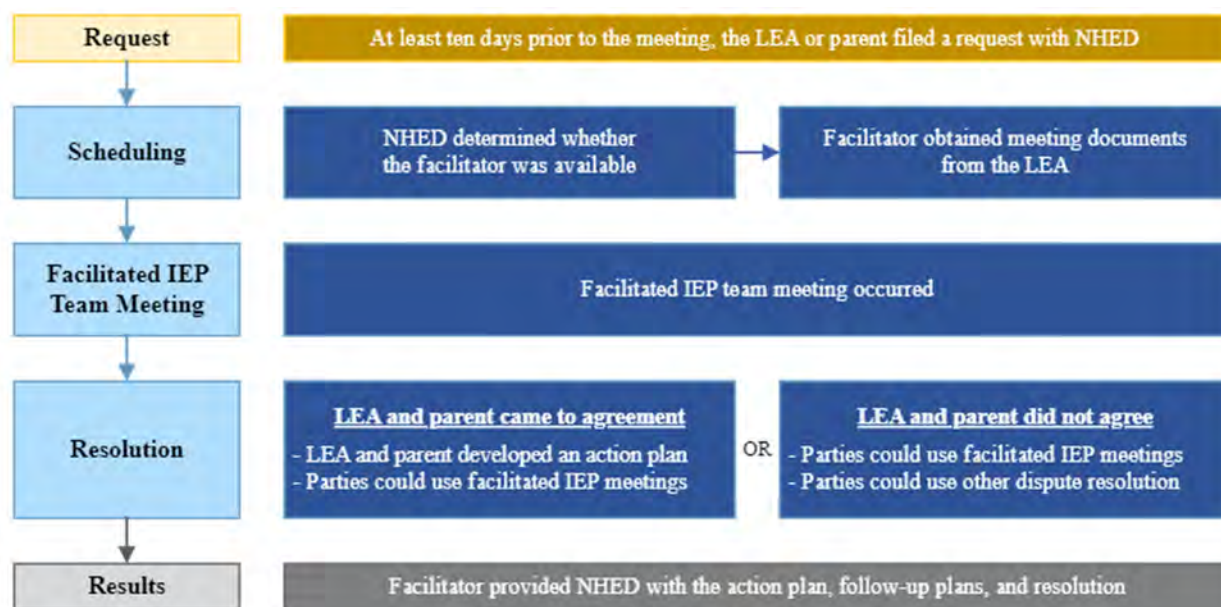 Request
At least ten days prior to the meeting, the LEA or parent filed a request with NHED
Scheduling
NHED determined whether
the facilitator was available
Facilitator obtained meeting documents
from the LEA
Facilitated IEP
Team Meeting
Facilitated IEP team meeting occurred
Resolution
LEA and parent came to agreement
- LEA and parent developed an action plan
- Parties could use facilitated IEP meetings
OR
LEA and parent did not agree
- Parties could use facilitated IEP meetings
- Parties could use other dispute resolution
Results
Facilitator provided NHED with the action plan, follow-up plans, and resolution